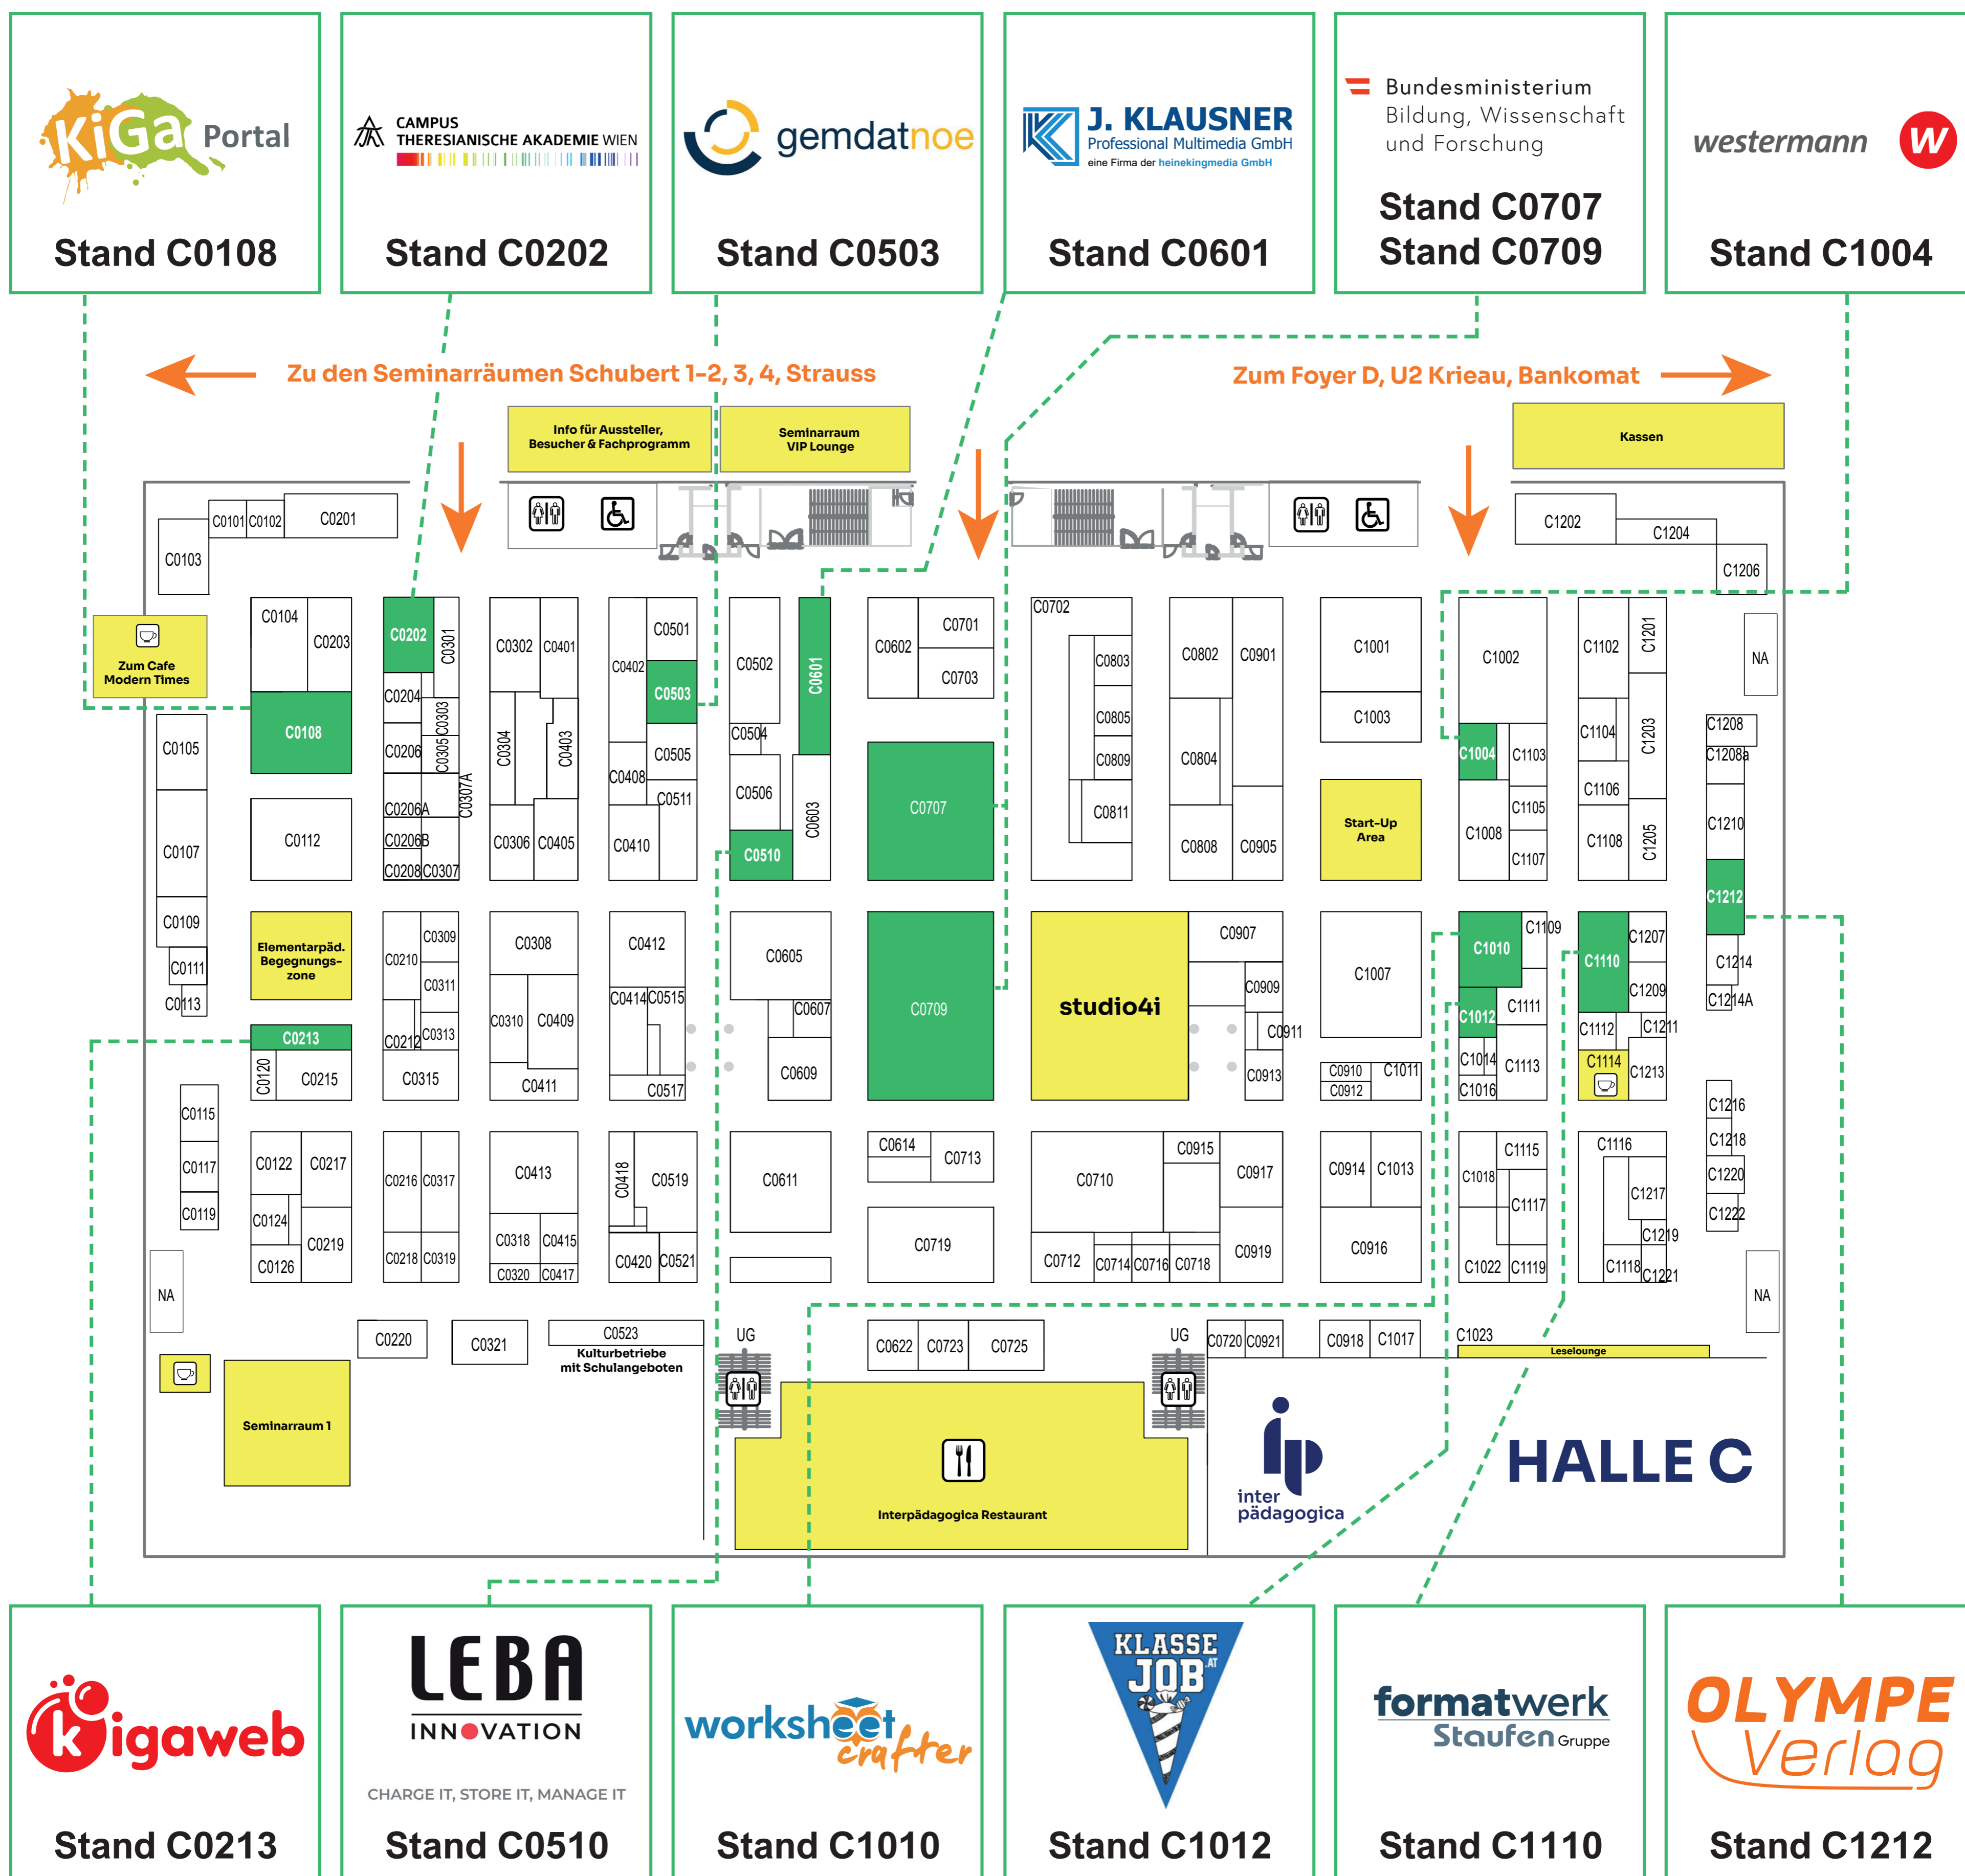 KiGa Portal
Stand C0108
CAMPUS
THERESIANISCHE AKADEMIE WIEN
Stand C0202
gemdatnoe
Stand C0503
J. KLAUSNER
Professional Multimedia GmbH
eine Firma der heinekingmedia GmbH
Stand C0601
Bundesministerium
Bildung, Wissenschaft
und Forschung
Stand C0707
Stand C0709
westermann W
Stand C1004
Zu den Seminarräumen Schubert 1-2, 3, 4, Strauss
Zum Foyer D, U2 Krieau, Bankomat
Info für Aussteller,
Besucher & Fachprogramm
Seminarraum
VIP Lounge
Kassen
C0101 C0102 C0201
C0103
C1202
C1204
C1206
Zum Cafe
Modern Times
C0104
C0203
C0108
C0112
C0105
C0107
C0109
C0111
C0113
C0202
C0301
C0204
C0303
C0206
C0305
C0307A
C0206A
C0206B
C0208 C0307
C0302 C0401
C0304
C0403
C0306 C0405
C0501
C0402
C0503
C0505
C0408
C0511
C0410
C0502
C0601
C0504
C0506
C0603
C0510
C0602
C0701
C0703
C0707
C0702
C0803
C0805
C0809
C0811
C0802 C0901
C0804
C0808 C0905
C1001
C1003
Start-Up
Area
C1002
C1004
C1103
C1105
C1008
C1107
C1102
C1201
C1104
C1203
C1106
C1108
C1205
NA
C1208
C1208a
C1210
C1212
C1214
C1214A
Elementarpäd.
Begegnungs-
zone
C0213
C0120
C0215
C0210
C0309
C0311
C0212
C0313
C0315
C0308
C0310 C0409
C0411
C0412
C0414 C0515
C0517
C0605
C0607
C0609
C0709
studio4i
C0907
C0909
C0911
C0913
C1007
C0910
C0912
C1011
C1010
C1109
C1012
C1111
C1014
C1113
C1016
C1110
C1207
C1209
C1112
C1211
C1114
C1213
C0115
C0117
C0119
C0122 C0217
C0124
C0219
C0126
C0216 C0317
C0218 C0319
C0413
C0318 C0415
C0320 C0417
C0418
C0519
C0420 C0521
C0611
C0614
C0713
C0719
C0710
C0915
C0917
C0712
C0714 C0716 C0718
C0919
C0914 C1013
C0916
C1018
C1115
C1117
C1022 C1119
C1116
C1217
C1219
C1118
C1221
C1216
C1218
C1220
C1222
NA
NA
C0220
C0321
C0523
Kulturbetriebe
mit Schulangeboten
UG
C0622 C0723 C0725
UG
C0720 C0921
C0918 C1017
C1023
Leselounge
Seminarraum 1
Interpädagogica Restaurant
ip
inter
pädagogica
HALLE C
kigaweb
Stand C0213
LEBA
INNOVATION
CHARGE IT, STORE IT, MANAGE IT
Stand C0510
worksheet
crafter
Stand C1010
KLASSE
JOB
.AT
Stand C1012
formatwerk
Staufen Gruppe
Stand C1110
OLYMPE
Verlag
Stand C1212